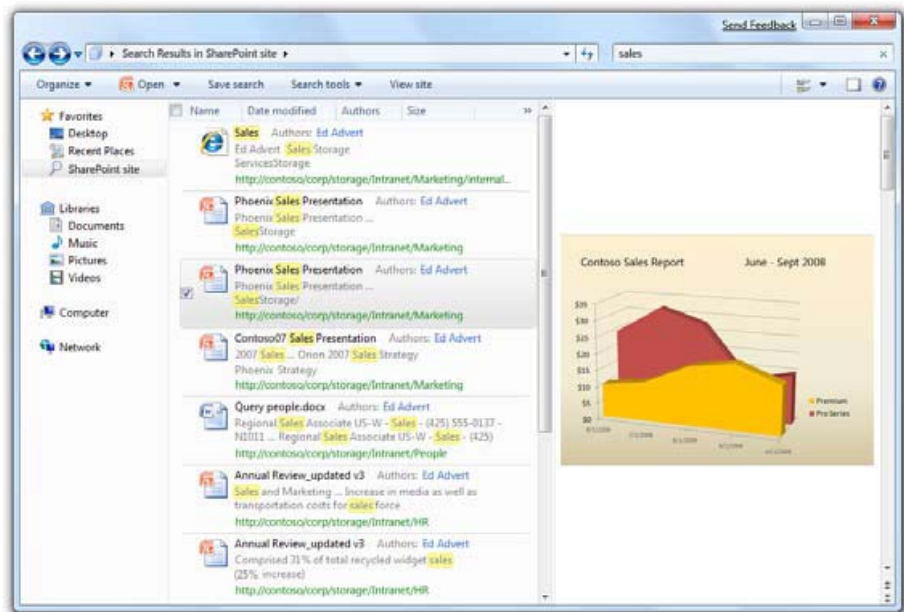 Send Feedback
Search Results in SharePoint site
sales
Organize
Open
Save search
Search tools
View site
Favorites
Desktop
Recent Places
SharePoint site
Libraries
Documents
Music
Pictures
Videos
Computer
Network
Name Date modified Authors Size
Sales Authors: Ed Advert
Ed Advert Sales Storage
ServicesStorage
http://contoso/corp/storage/Intranet/Marketing/internal...
Phoenix Sales Presentation Authors: Ed Advert
Phoenix Sales Presentation ...
SalesStorage
http://contoso/corp/storage/Intranet/Marketing
Phoenix Sales Presentation Authors: Ed Advert
Phoenix Sales Presentation ...
SalesStorage/
http://contoso/corp/storage/Intranet/Marketing
Contoso07 Sales Presentation Authors: Ed Advert
2007 Sales ... Orion 2007 Sales Strategy
Phoenix Strategy
http://contoso/corp/storage/Intranet/Marketing
Query people.docx Authors: Ed Advert
Regional Sales Associate US-W - Sales - (425) 555-0137 -
N1011 ... Regional Sales Associate US-W - Sales - (425)
http://contoso/corp/storage/Intranet/People
Annual Review_updated v3 Authors: Ed Advert
Sales and Marketing ... Increase in media as well as
transportation costs for sales force
http://contoso/corp/storage/Intranet/HR
Annual Review_updated v3 Authors: Ed Advert
Comprised 31% of total recycled widget sales
(25% increase)
http://contoso/corp/storage/Intranet/HR
Contoso Sales Report June - Sept 2008
$35
$30
$25
$20
$15
$10
$5
$0
Premium
Pro Series